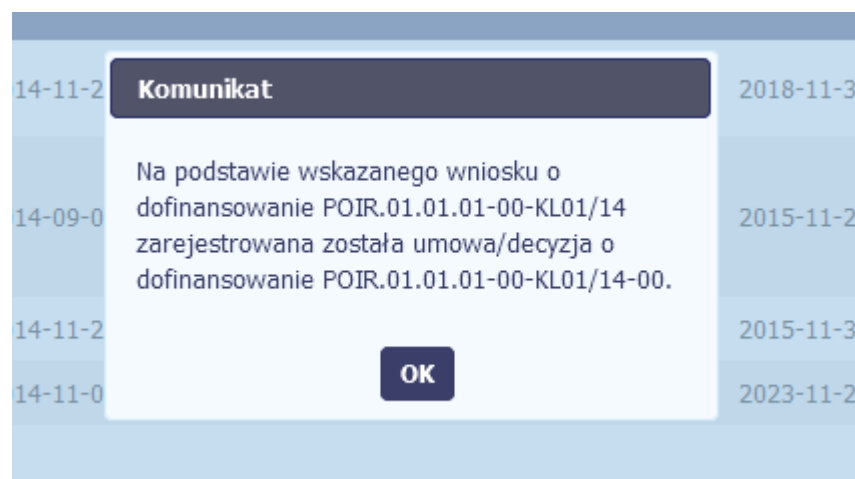 Komunikat
14-11-2
2018-11-3
Na podstawie wskazanego wniosku o
dofinansowanie POIR.01.01.01-00-KL01/14
14-09-0
2015-11-2
zarejestrowana została umowa/decyzja o
dofinansowanie POIR.01.01.01-00-KL01/14-00.
14-11-2
2015-11-3
OK
14-11-0
2023-11-2